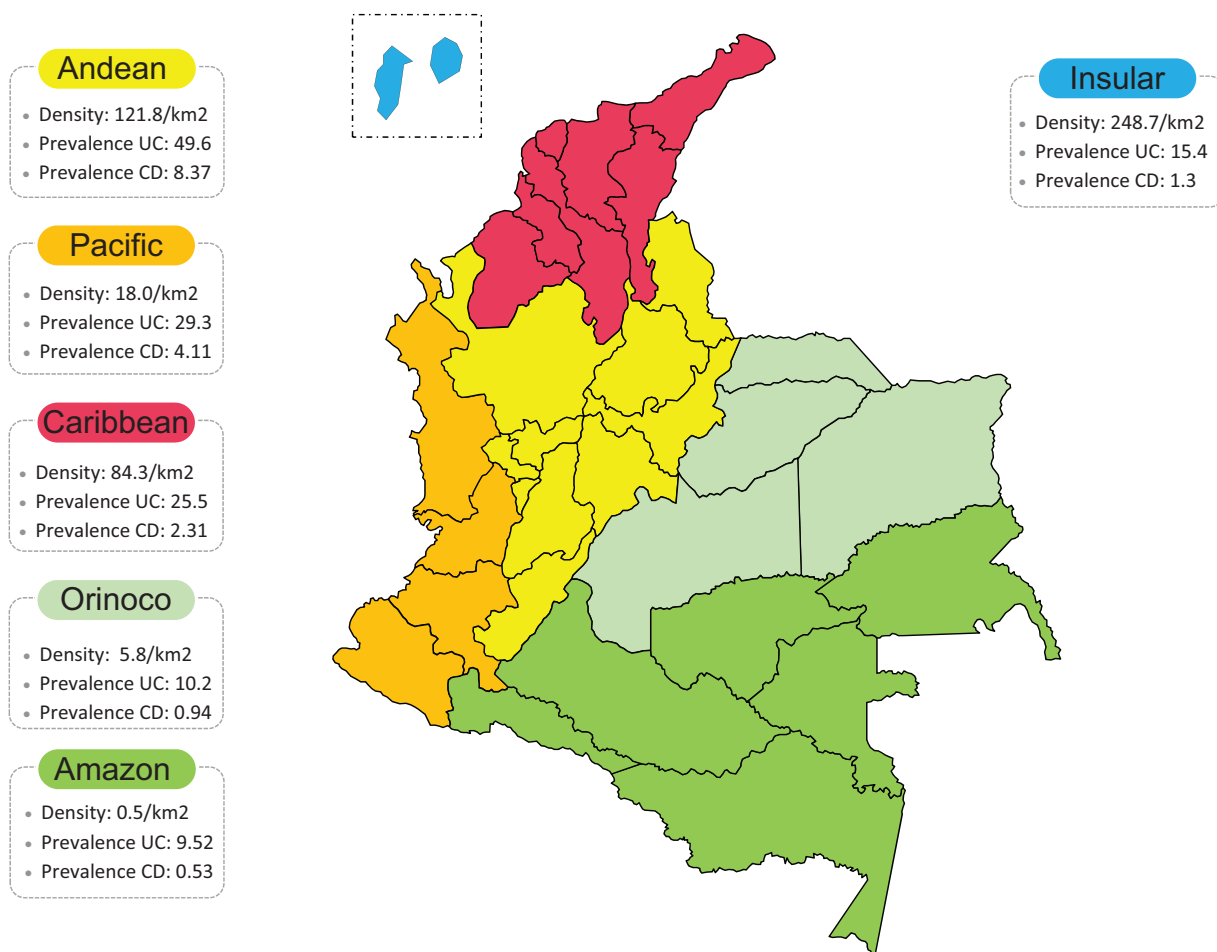 Andean
• Density: 121.8/km2
• Prevalence UC: 49.6
• Prevalence CD: 8.37
Pacific
• Density: 18.0/km2
• Prevalence UC: 29.3
• Prevalence CD: 4.11
Caribbean
• Density: 84.3/km2
• Prevalence UC: 25.5
• Prevalence CD: 2.31
Orinoco
• Density: 5.8/km2
• Prevalence UC: 10.2
• Prevalence CD: 0.94
Amazon
• Density: 0.5/km2
• Prevalence UC: 9.52
• Prevalence CD: 0.53
Insular
• Density: 248.7/km2
• Prevalence UC: 15.4
• Prevalence CD: 1.3